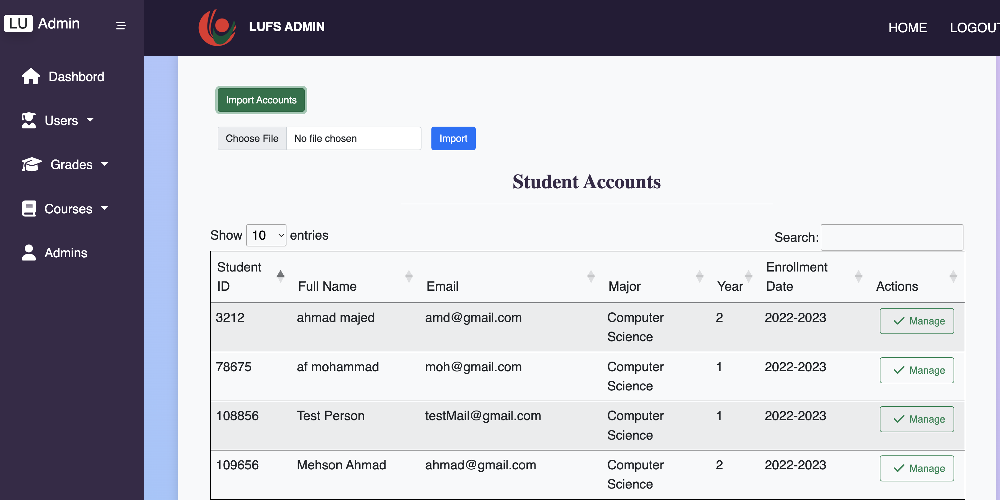 LU Admin
LUFS ADMIN
HOME LOGOUT
Dashbord
Users
Grades
Courses
Admins
Import Accounts
Choose File No file chosen Import
Student Accounts
Show 10 entries
Search:
Student ID Full Name Email Major Year Enrollment Date Actions
3212 ahmad majed amd@gmail.com Computer Science 2 2022-2023 Manage
78675 af mohammad moh@gmail.com Computer Science 1 2022-2023 Manage
108856 Test Person testMail@gmail.com Computer Science 1 2022-2023 Manage
109656 Mehson Ahmad ahmad@gmail.com Computer Science 2 2022-2023 Manage